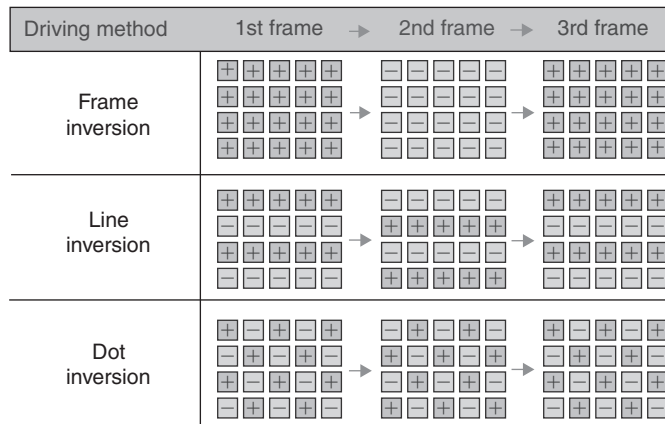 Driving method 1st frame → 2nd frame → 3rd frame
Frame
inversion
+ + + + + − − − − − + + + + +
+ + + + + − − − − − + + + + +
+ + + + + → − − − − − → + + + + +
+ + + + + − − − − − + + + + +
Line
inversion
+ + + + + − − − − − + + + + +
− − − − − + + + + + − − − − −
+ + + + + → − − − − − → + + + + +
− − − − − + + + + + − − − − −
Dot
inversion
+ − + − + − + − + − + − + − +
− + − + − + − + − + − + − + −
+ − + − + → − + − + − → + − + − +
− + − + − + − + − + − + − + −